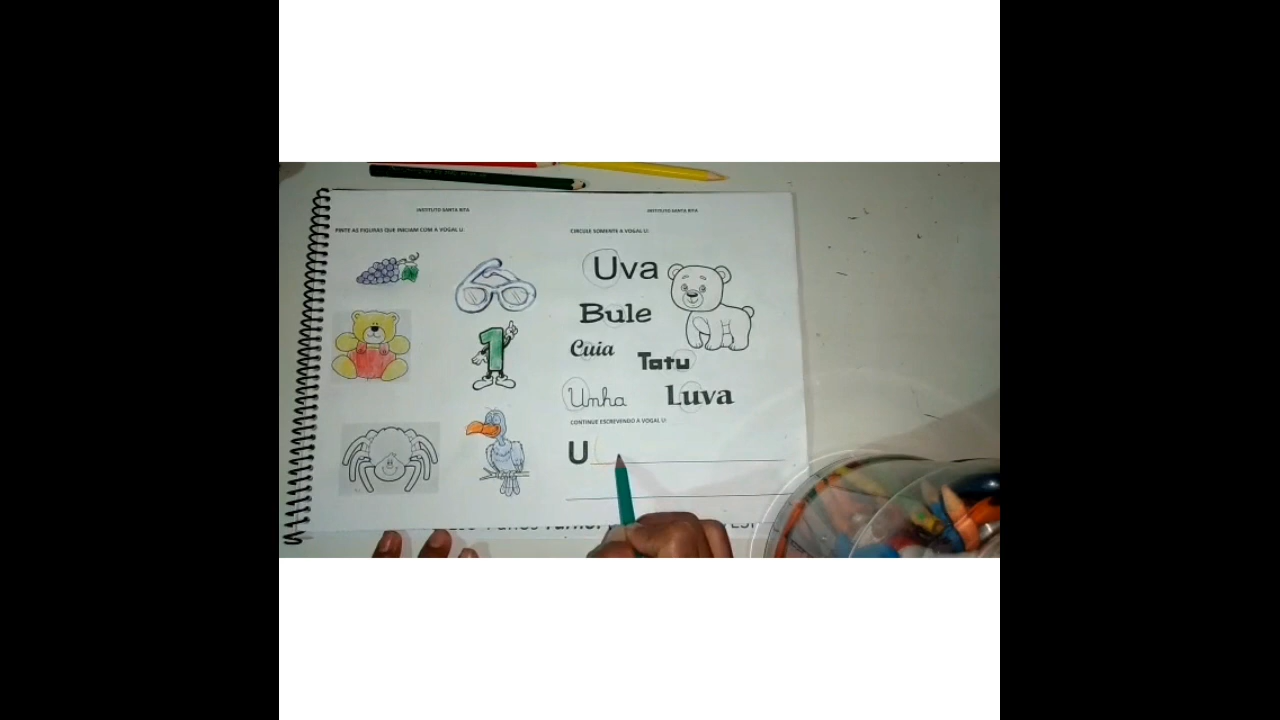 INSTITUTO SANTA RITA
PINTE AS FIGURAS QUE INICIAM COM A VOGAL U:
1
INSTITUTO SANTA RITA
CIRCULE SOMENTE A VOGAL U:
Uva
Bule
Cuia
Tatu
Unha
Luva
CONTINUE ESCREVENDO A VOGAL U:
U